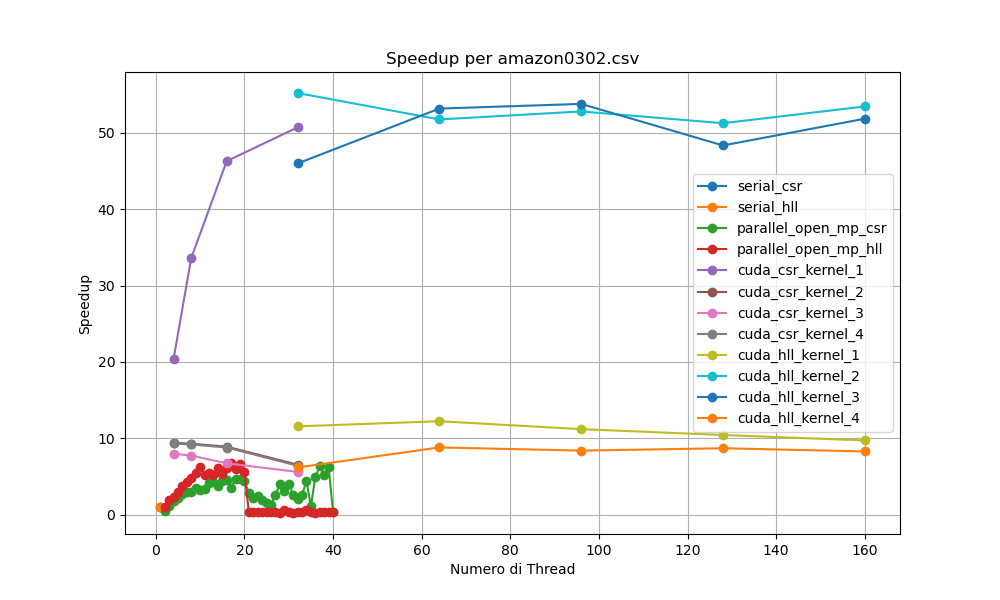 Speedup per amazon0302.csv
50
40
30
20
10
0
Speedup
serial_csr
serial_hll
parallel_open_mp_csr
parallel_open_mp_hll
cuda_csr_kernel_1
cuda_csr_kernel_2
cuda_csr_kernel_3
cuda_csr_kernel_4
cuda_hll_kernel_1
cuda_hll_kernel_2
cuda_hll_kernel_3
cuda_hll_kernel_4
0 20 40 60 80 100 120 140 160
Numero di Thread